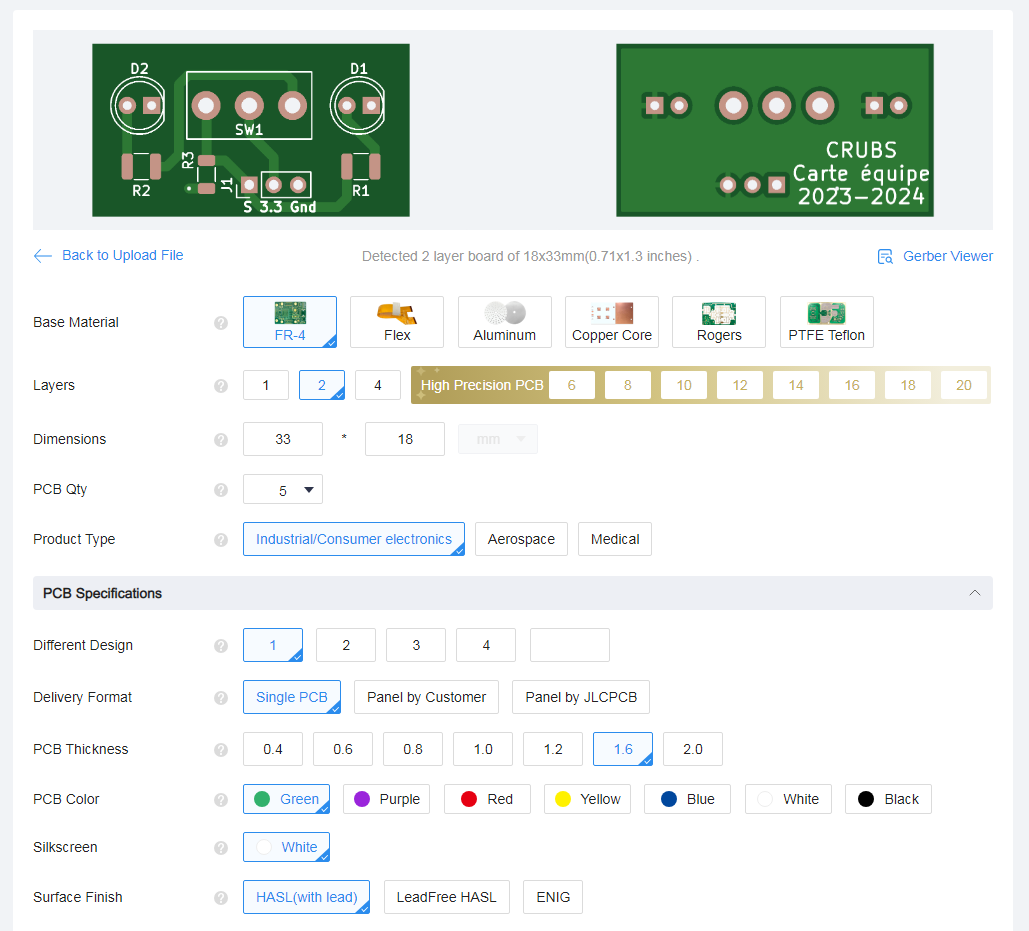 D2 D1
SW1
R3
R2 J1 R1
S 3.3 Gnd
CRUBS
Carte équipe
2023-2024
Back to Upload File Detected 2 layer board of 18x33mm(0.71x1.3 inches) . Gerber Viewer
Base Material ? FR-4 Flex Aluminum Copper Core Rogers PTFE Teflon
Layers ? 1 2 4 High Precision PCB 6 8 10 12 14 16 18 20
Dimensions ? 33 * 18 mm
PCB Qty ? 5
Product Type ? Industrial/Consumer electronics Aerospace Medical
PCB Specifications
Different Design ? 1 2 3 4
Delivery Format ? Single PCB Panel by Customer Panel by JLCPCB
PCB Thickness ? 0.4 0.6 0.8 1.0 1.2 1.6 2.0
PCB Color ? Green Purple Red Yellow Blue White Black
Silkscreen ? White
Surface Finish ? HASL(with lead) LeadFree HASL ENIG